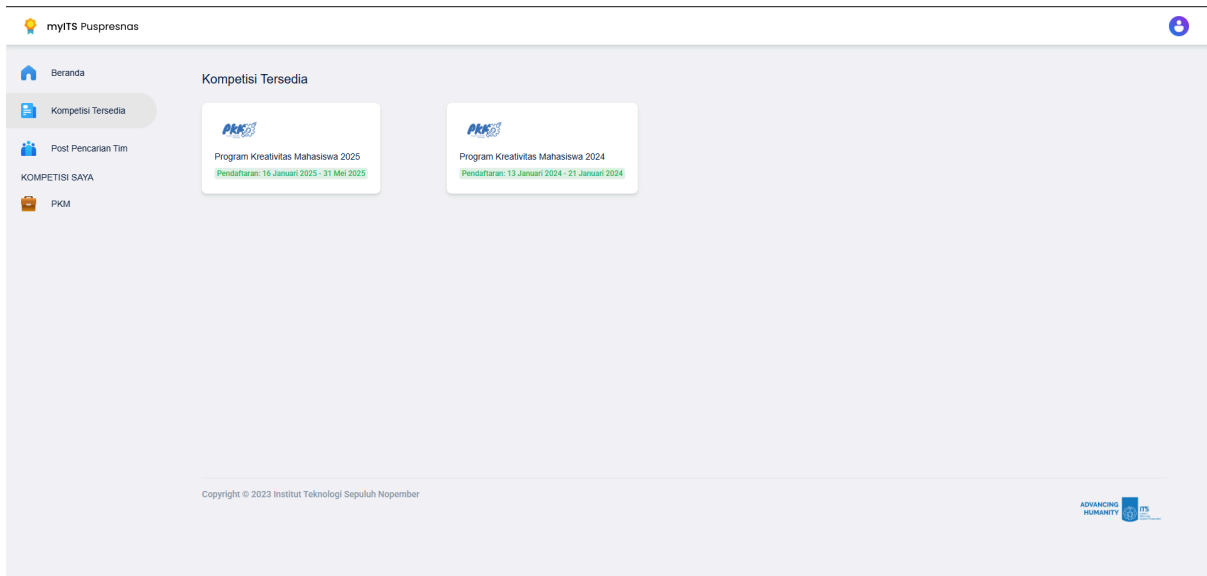 myITS Puspresnas
Beranda
Kompetisi Tersedia
Post Pencarian Tim
KOMPETISI SAYA
PKM
Kompetisi Tersedia
Program Kreativitas Mahasiswa 2025
Pendaftaran: 16 Januari 2025 - 31 Mei 2025
Program Kreativitas Mahasiswa 2024
Pendaftaran: 13 Januari 2024 - 21 Januari 2024
Copyright © 2023 Institut Teknologi Sepuluh Nopember
ADVANCING
HUMANITY
ITS